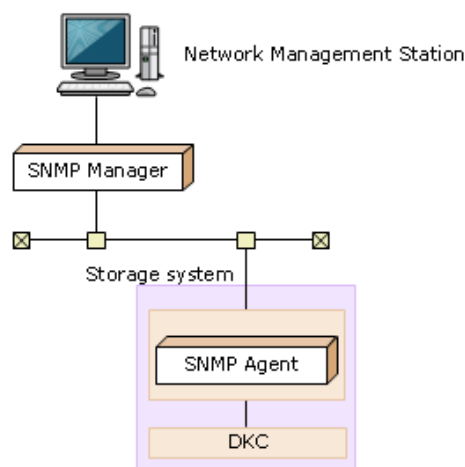 Network Management Station
SNMP Manager
Storage system
SNMP Agent
DKC